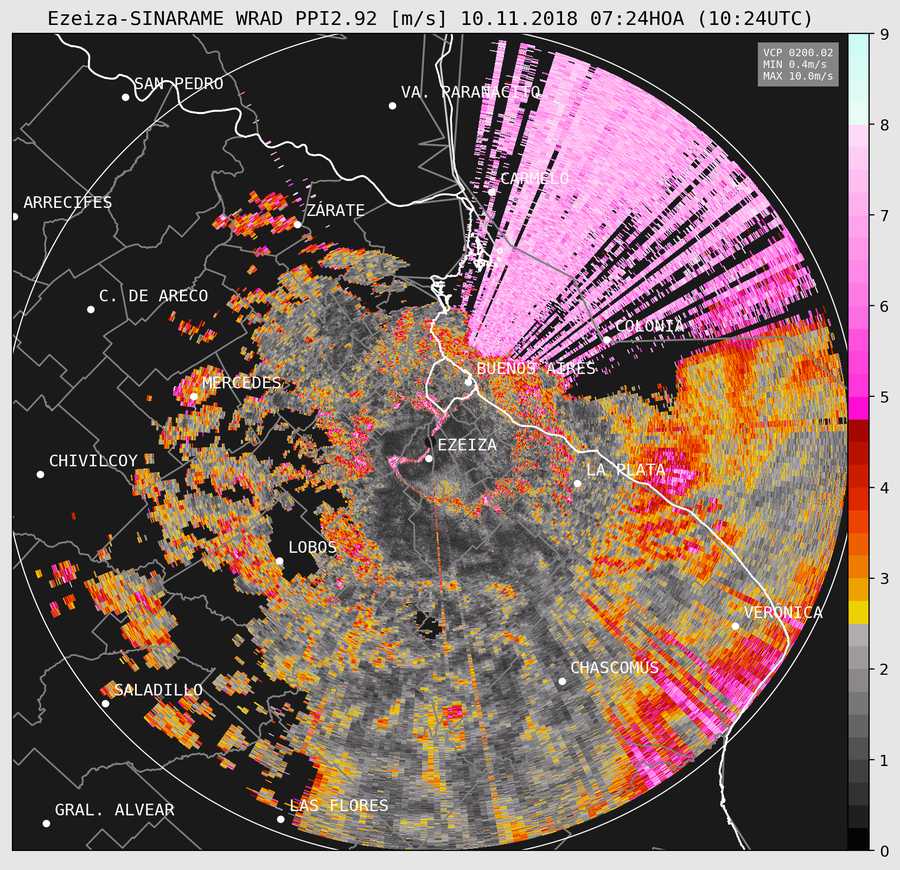 Ezeiza-SINARAME WRAD PPI2.92 [m/s] 10.11.2018 07:24HOA (10:24UTC)
VCP 0200.02
MIN 0.4m/s
MAX 10.0m/s
SAN PEDRO
VA. PARANACITO
CARMELO
ARRECIFES
ZÁRATE
C. DE ARECO
COLONIA
BUENOS AIRES
MERCEDES
EZEIZA
CHIVILCOY
LA PLATA
LOBOS
VERÓNICA
CHASCOMÚS
SALADILLO
LAS FLORES
GRAL. ALVEAR
9
8
7
6
5
4
3
2
1
0